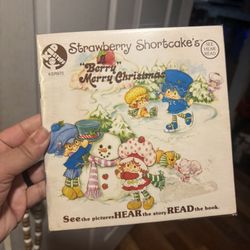 Strawberry Shortcake's
"Berry"
Merry Christmas
See the pictures HEAR the story READ the book.